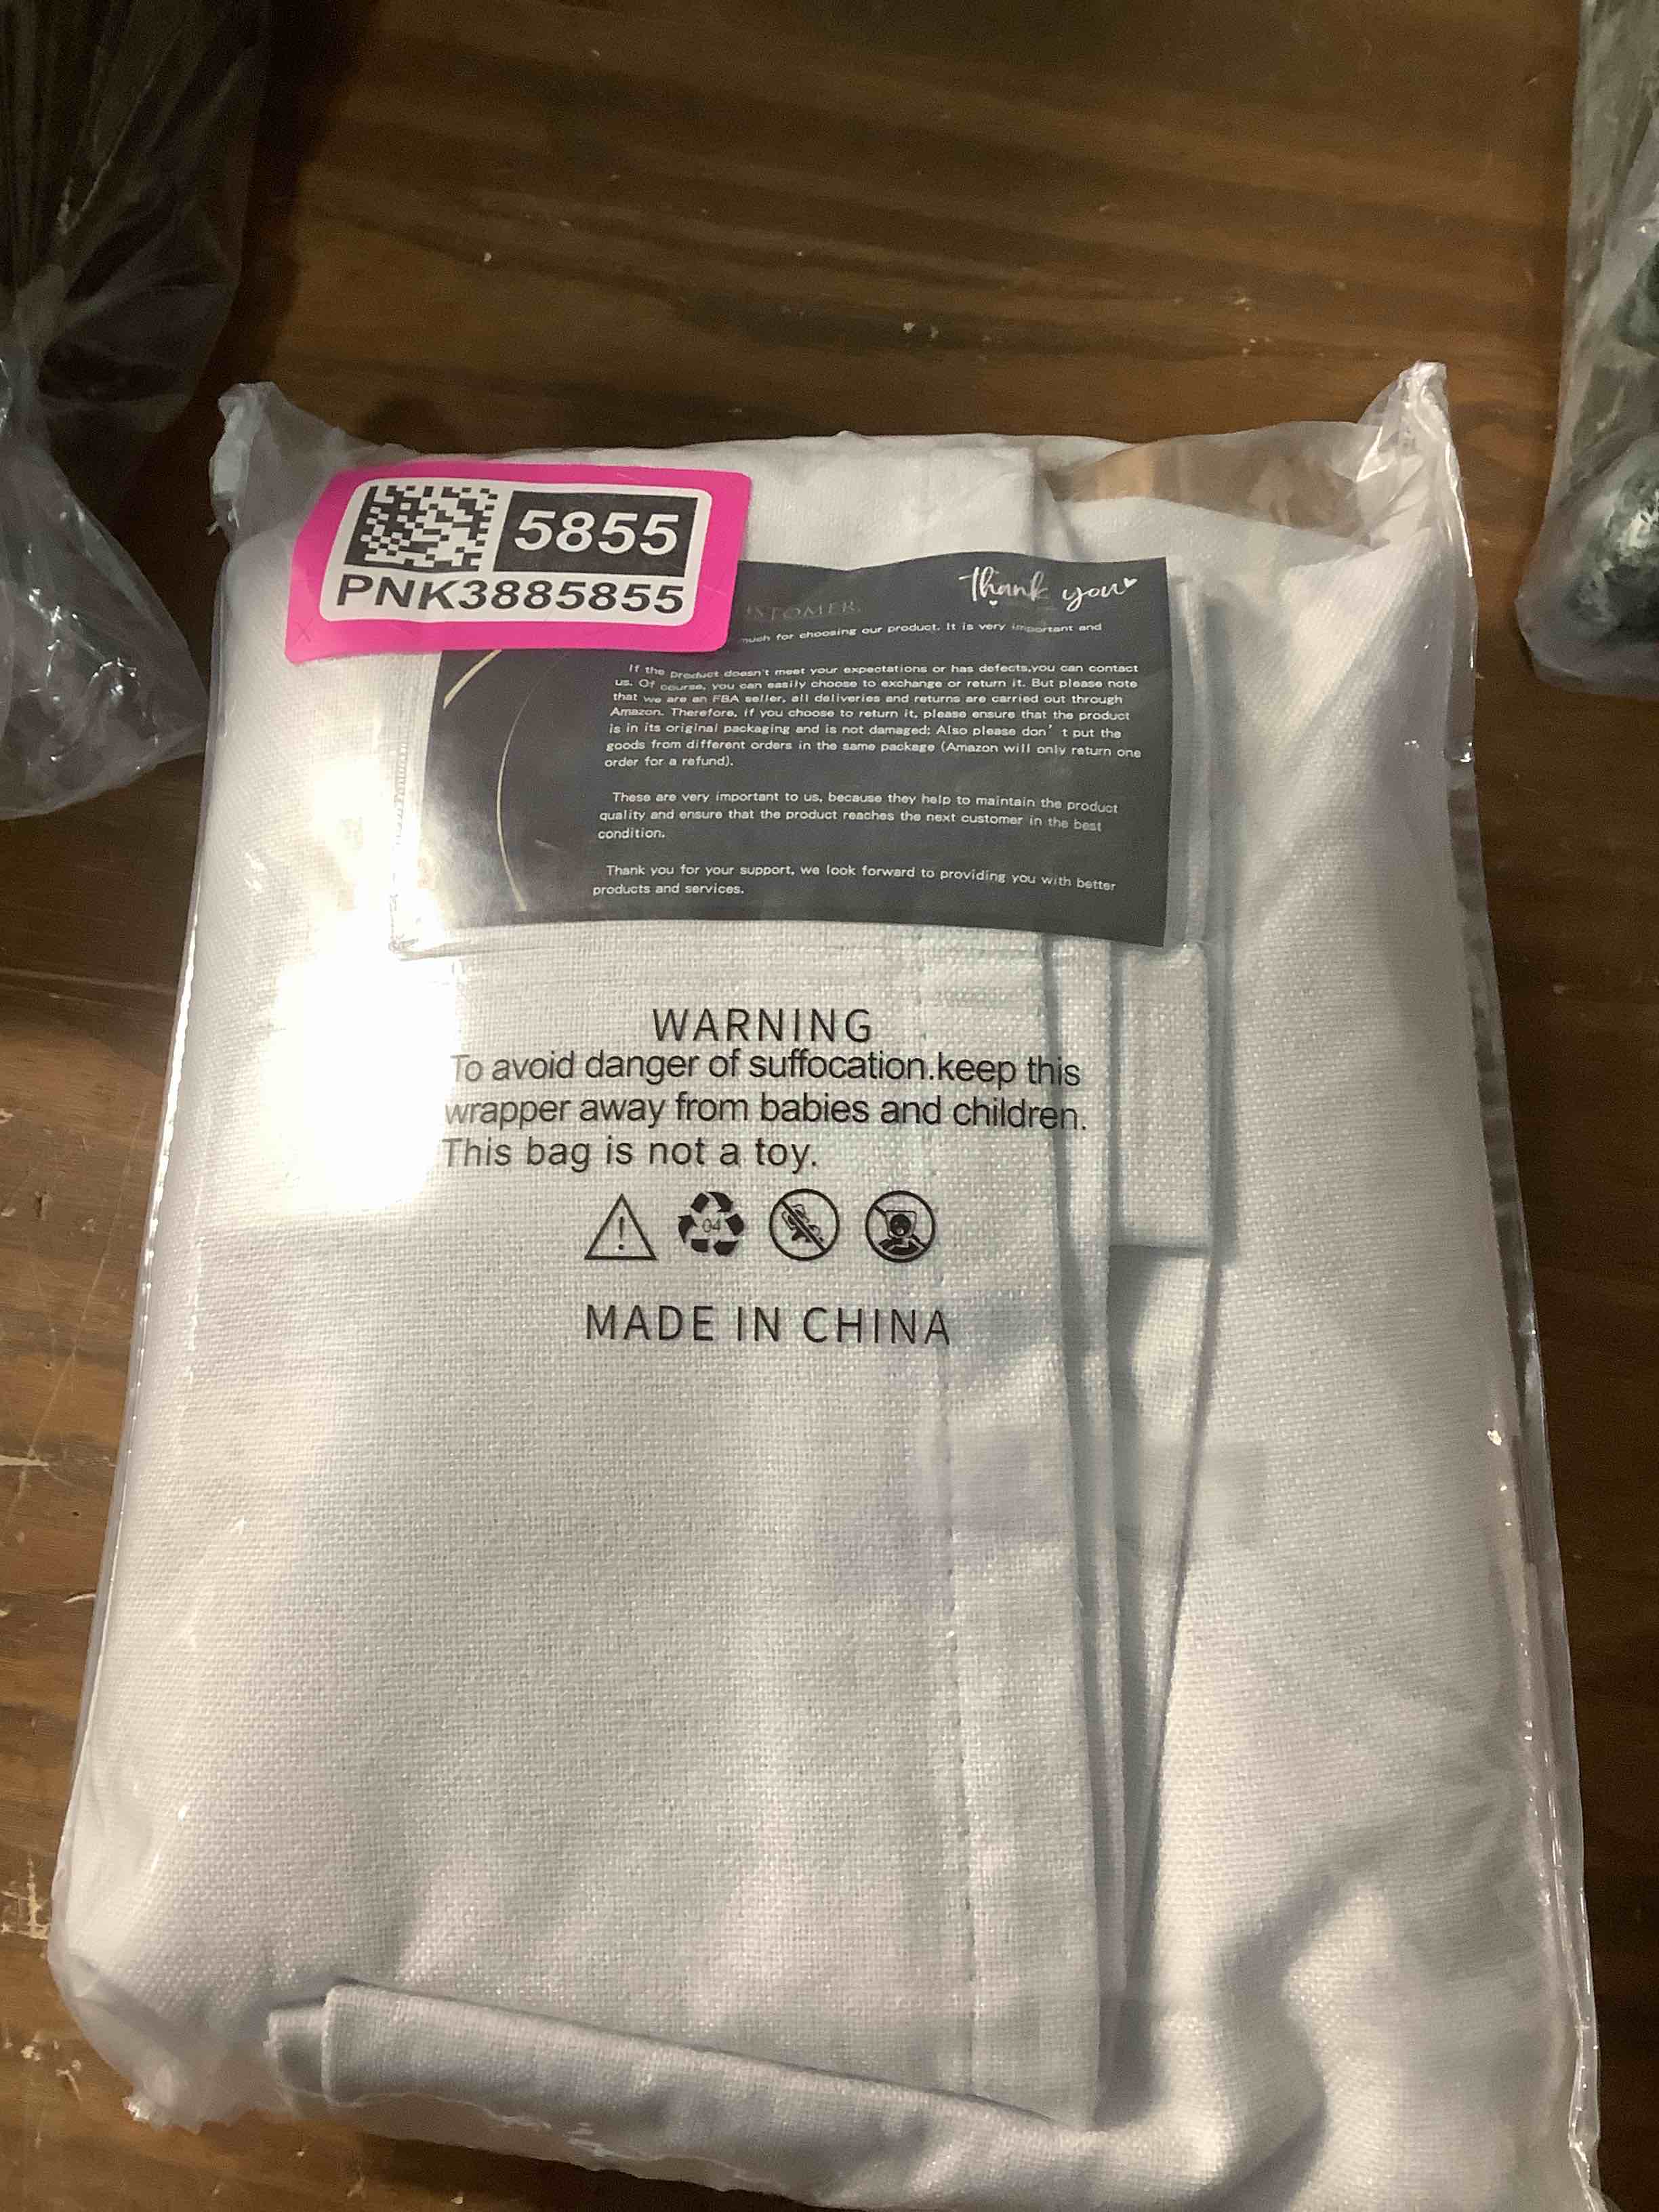 5855
PNK3885855
thank you
STOMER
much for choosing our product. It is very important and
If the product doesn't meet your expectations or has defects,you can contact
us. Of course, you can easily choose to exchange or return it. But please note
that we are an FBA seller, all deliveries and returns are carried out through
Amazon. Therefore, if you choose to return it, please ensure that the product
is in its original packaging and is not damaged; Also please don' t put the
goods from different orders in the same package (Amazon will only return one
order for a refund).
These are very important to us, because they help to maintain the product
quality and ensure that the product reaches the next customer in the best
condition.
Thank you for your support, we look forward to providing you with better
products and services.
WARNING
To avoid danger of suffocation.keep this
wrapper away from babies and children.
This bag is not a toy.
04
MADE IN CHINA